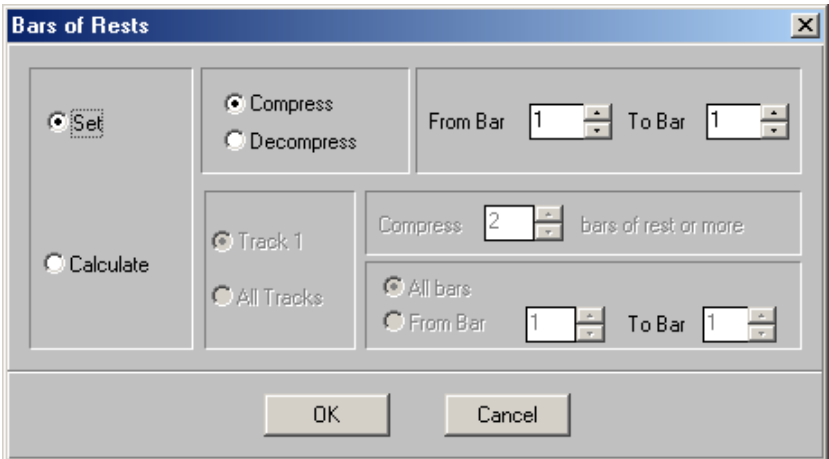 Bars of Rests
Set
Compress
Decompress
From Bar 1 To Bar 1
Calculate
Track 1
All Tracks
Compress 2 bars of rest or more
All bars
From Bar 1 To Bar 1
OK Cancel